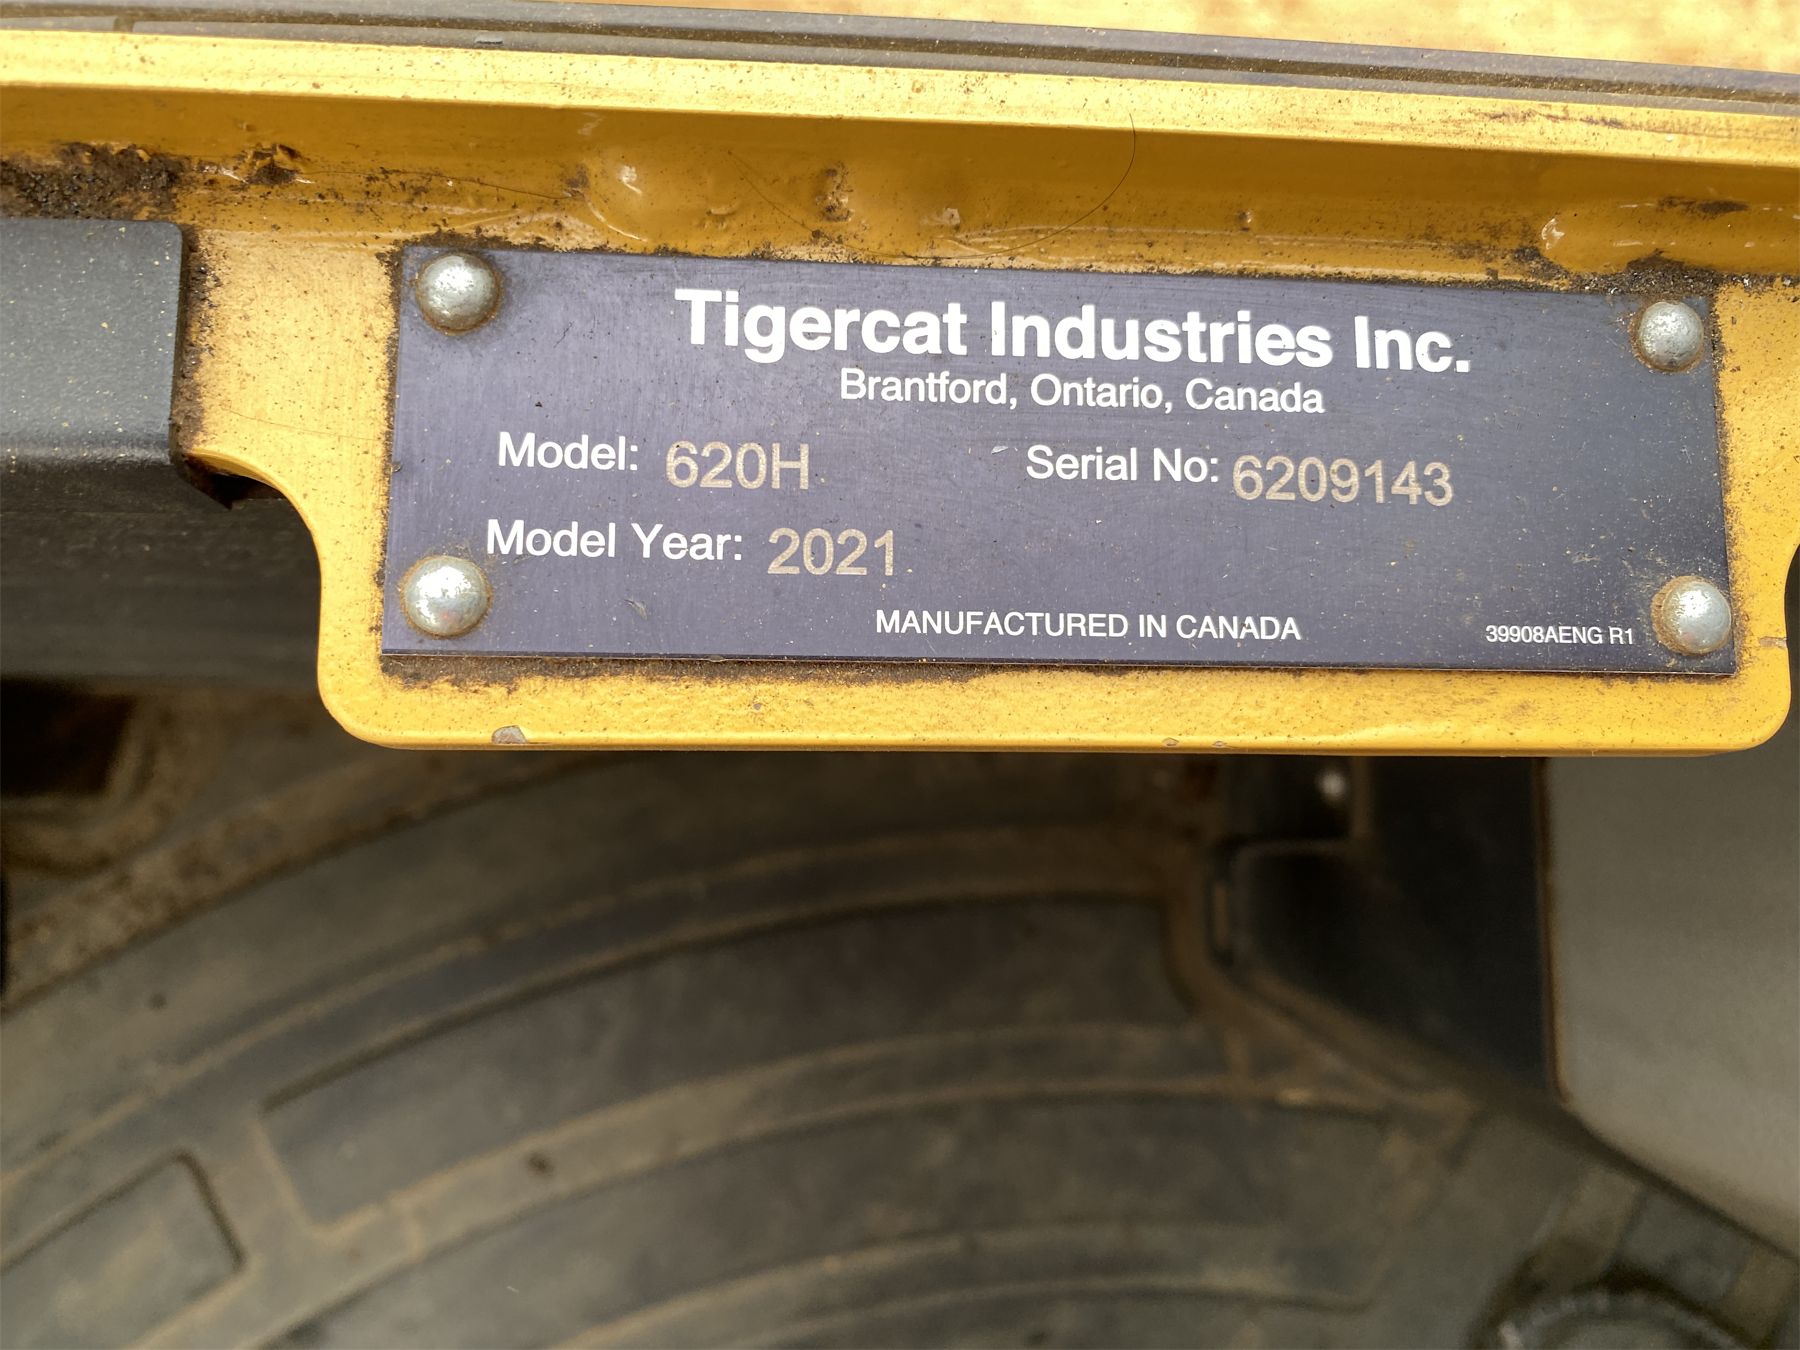 Tigercat Industries Inc.
Brantford, Ontario, Canada
Model: 620H Serial No: 6209143
Model Year: 2021
MANUFACTURED IN CANADA 39908AENG R1